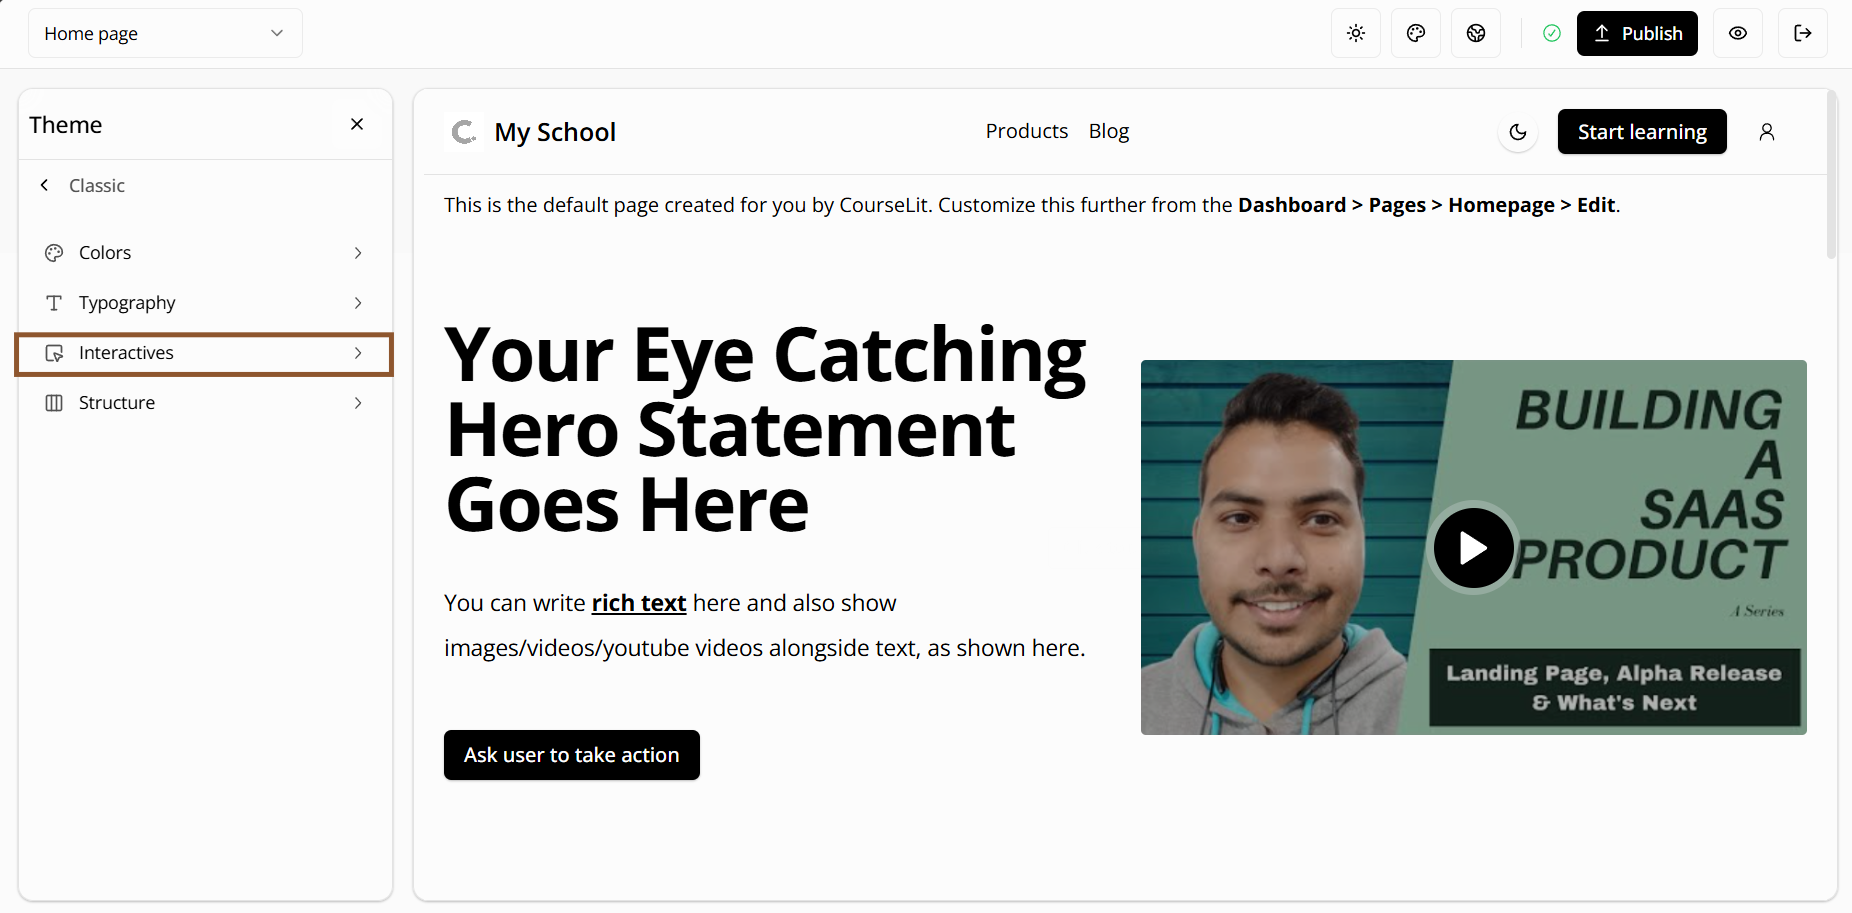 Home page
Publish
Theme
Classic
Colors
Typography
Interactives
Structure
My School
Products
Blog
Start learning
This is the default page created for you by CourseLit. Customize this further from the Dashboard > Pages > Homepage > Edit.
Your Eye Catching
Hero Statement
Goes Here
You can write rich text here and also show
images/videos/youtube videos alongside text, as shown here.
Ask user to take action
BUILDING
A
SAAS
PRODUCT
A Series
Landing Page, Alpha Release
& What's Next